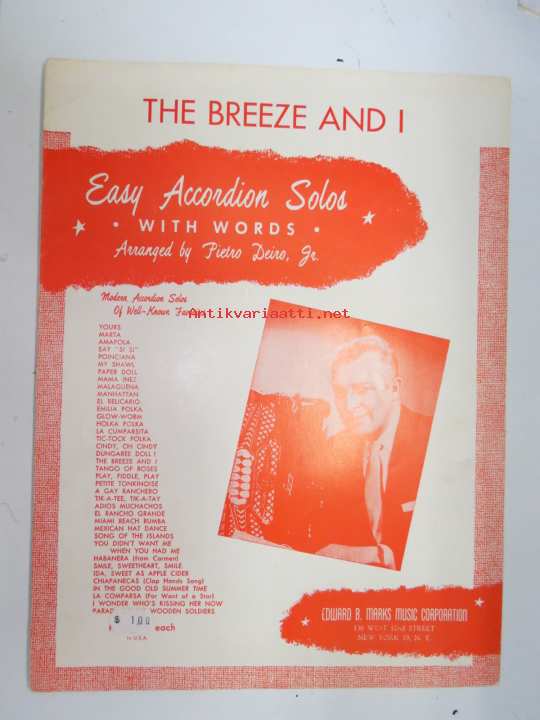 THE BREEZE AND I
Easy Accordion Solos
• WITH WORDS •
Arranged by Pietro Deiro, Jr.
Modern Accordion Solos
Of Well-Known
Antikvariaatti.net
YOURS
MARTA
AMAPOLA
SAY "SI SI"
POINCIANA
MY SHAWL
PAPER DOLL
MAMA INEZ
MALAGUEÑA
MANHATTAN
EL RELICARIO
EMILIA POLKA
GLOW-WORM
HOLKA POLKA
LA CUMPARSITA
TIC-TOCK POLKA
CINDY, OH CINDY
DUNGAREE DOLL!
THE BREEZE AND I
TANGO OF ROSES
PLAY, FIDDLE, PLAY
PETITE TONKINOISE
A GAY RANCHERO
TIK-A-TEE, TIK-A-TAY
ADIOS MUCHACHOS
EL RANCHO GRANDE
MIAMI BEACH RUMBA
MEXICAN HAT DANCE
SONG OF THE ISLANDS
YOU DIDN'T WANT ME
WHEN YOU HAD ME
HABANERA (from Carmen)
SMILE, SWEETHEART, SMILE
IDA, SWEET AS APPLE CIDER
CHIAPANECAS (Clap Hands Song)
IN THE GOOD OLD SUMMER TIME
LA COMPARSA (For Want of a Star)
I WONDER WHO'S KISSING HER NOW
WOODEN SOLDIERS
$ 1.00 each
in U.S.A.
EDWARD B. MARKS MUSIC CORPORATION
136 WEST 52nd STREET
NEW YORK 19, N. Y.